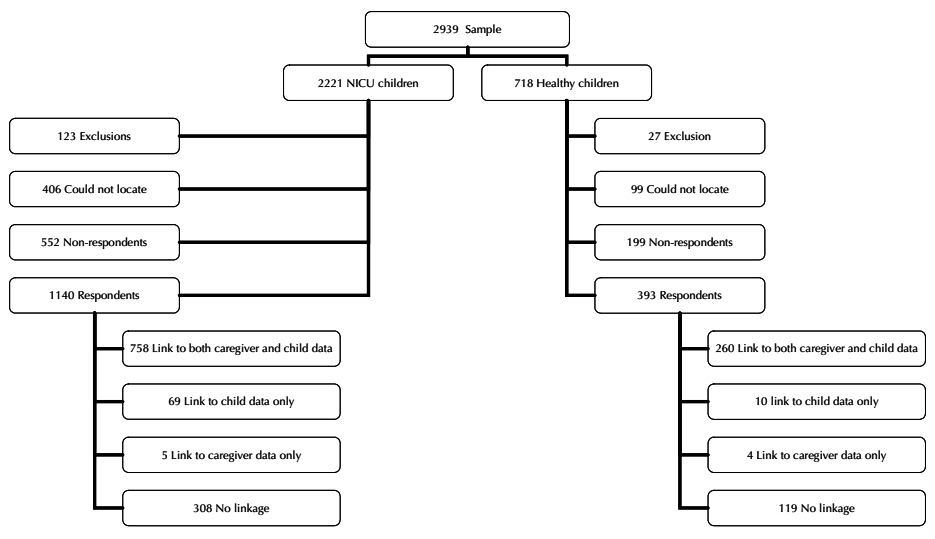 2939 Sample
2221 NICU children
718 Healthy children
123 Exclusions
27 Exclusion
406 Could not locate
99 Could not locate
552 Non-respondents
199 Non-respondents
1140 Respondents
393 Respondents
758 Link to both caregiver and child data
260 Link to both caregiver and child data
69 Link to child data only
10 link to child data only
5 Link to caregiver data only
4 Link to caregiver data only
308 No linkage
119 No linkage